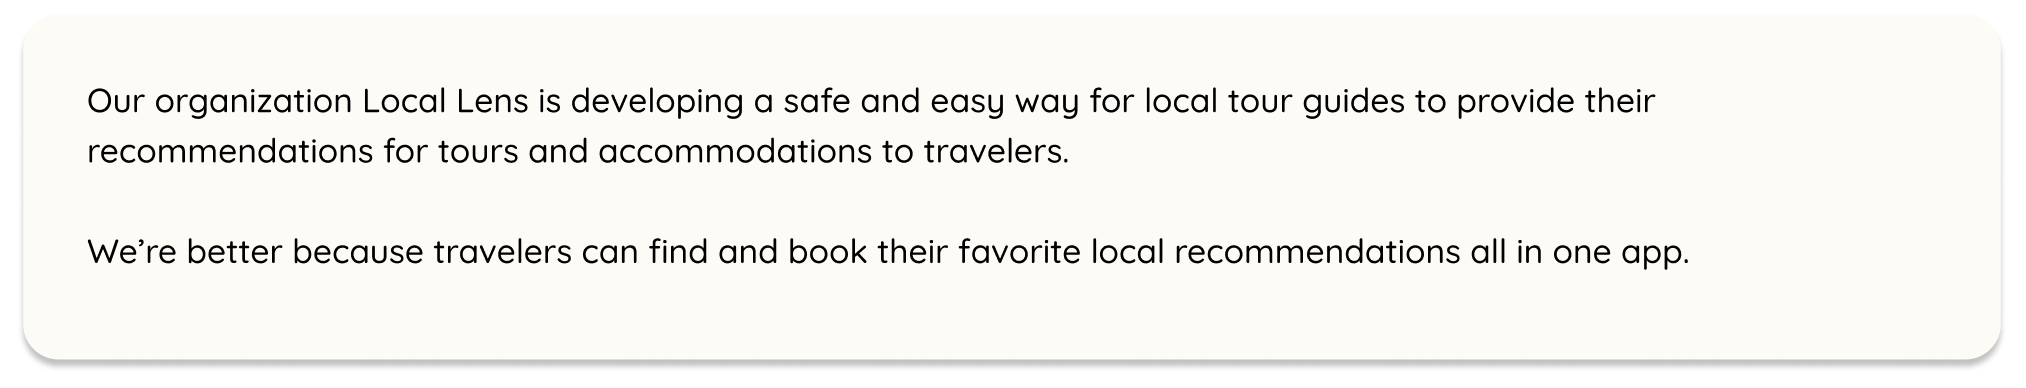 Our organization Local Lens is developing a safe and easy way for local tour guides to provide their
recommendations for tours and accommodations to travelers.
We’re better because travelers can find and book their favorite local recommendations all in one app.